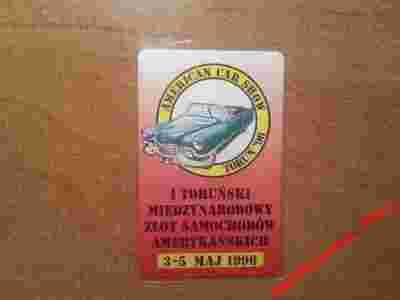 AMERICAN CAR SHOW
TORUŃ '96
I TORUŃSKI
MIĘDZYNARODOWY
ZLOT SAMOCHODÓW
AMERYKAŃSKICH
3-5 MAJ 1996